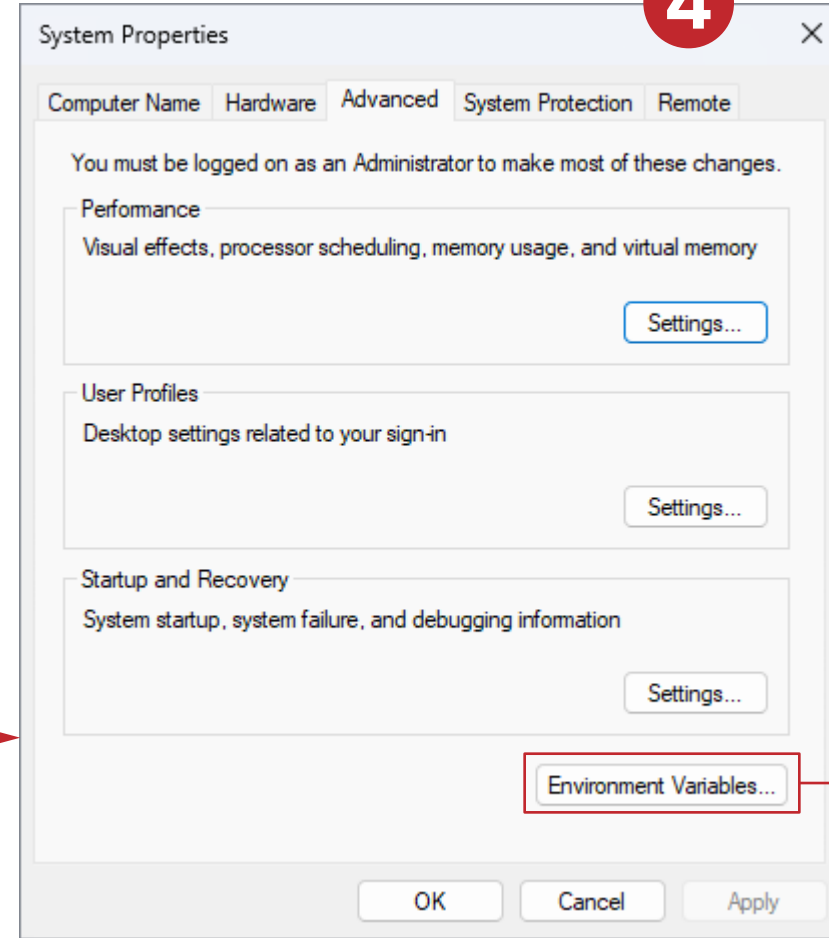 4
System Properties
Computer Name Hardware Advanced System Protection Remote
You must be logged on as an Administrator to make most of these changes.
Performance
Visual effects, processor scheduling, memory usage, and virtual memory
Settings...
User Profiles
Desktop settings related to your sign-in
Settings...
Startup and Recovery
System startup, system failure, and debugging information
Settings...
Environment Variables...
OK Cancel Apply